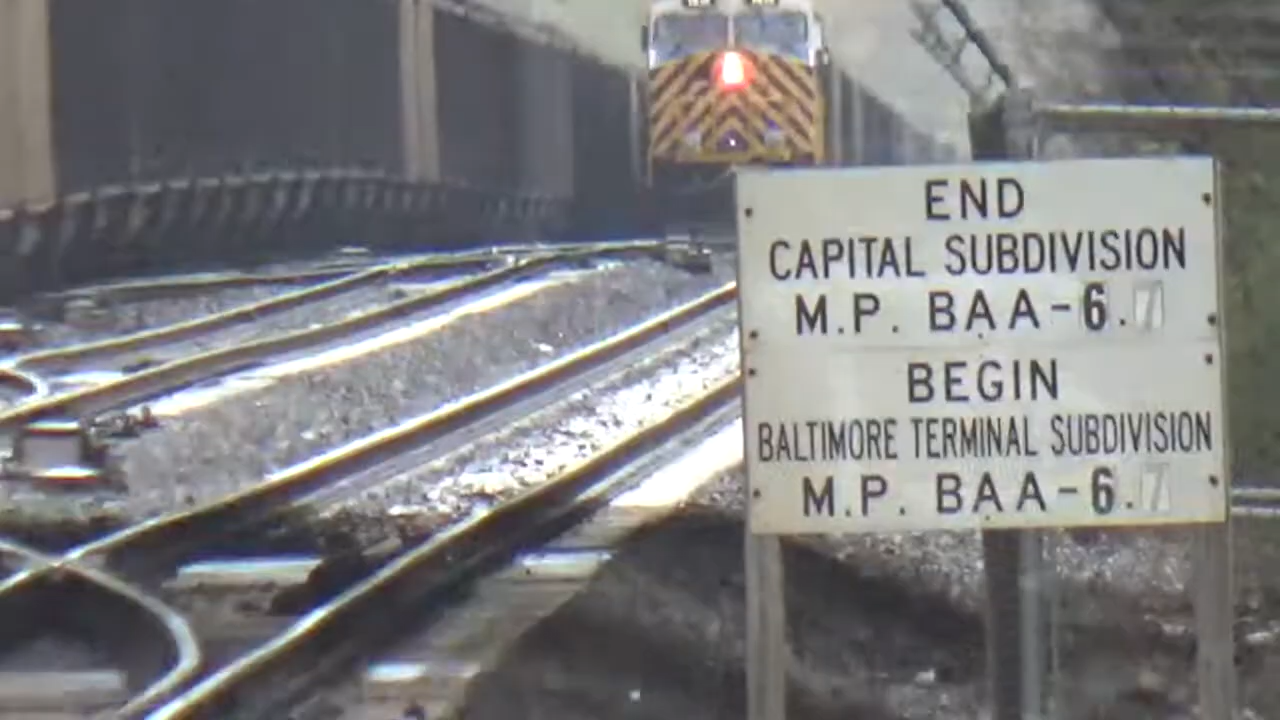 END
CAPITAL SUBDIVISION
M.P. BAA-6.7
BEGIN
BALTIMORE TERMINAL SUBDIVISION
M.P. BAA-6.7